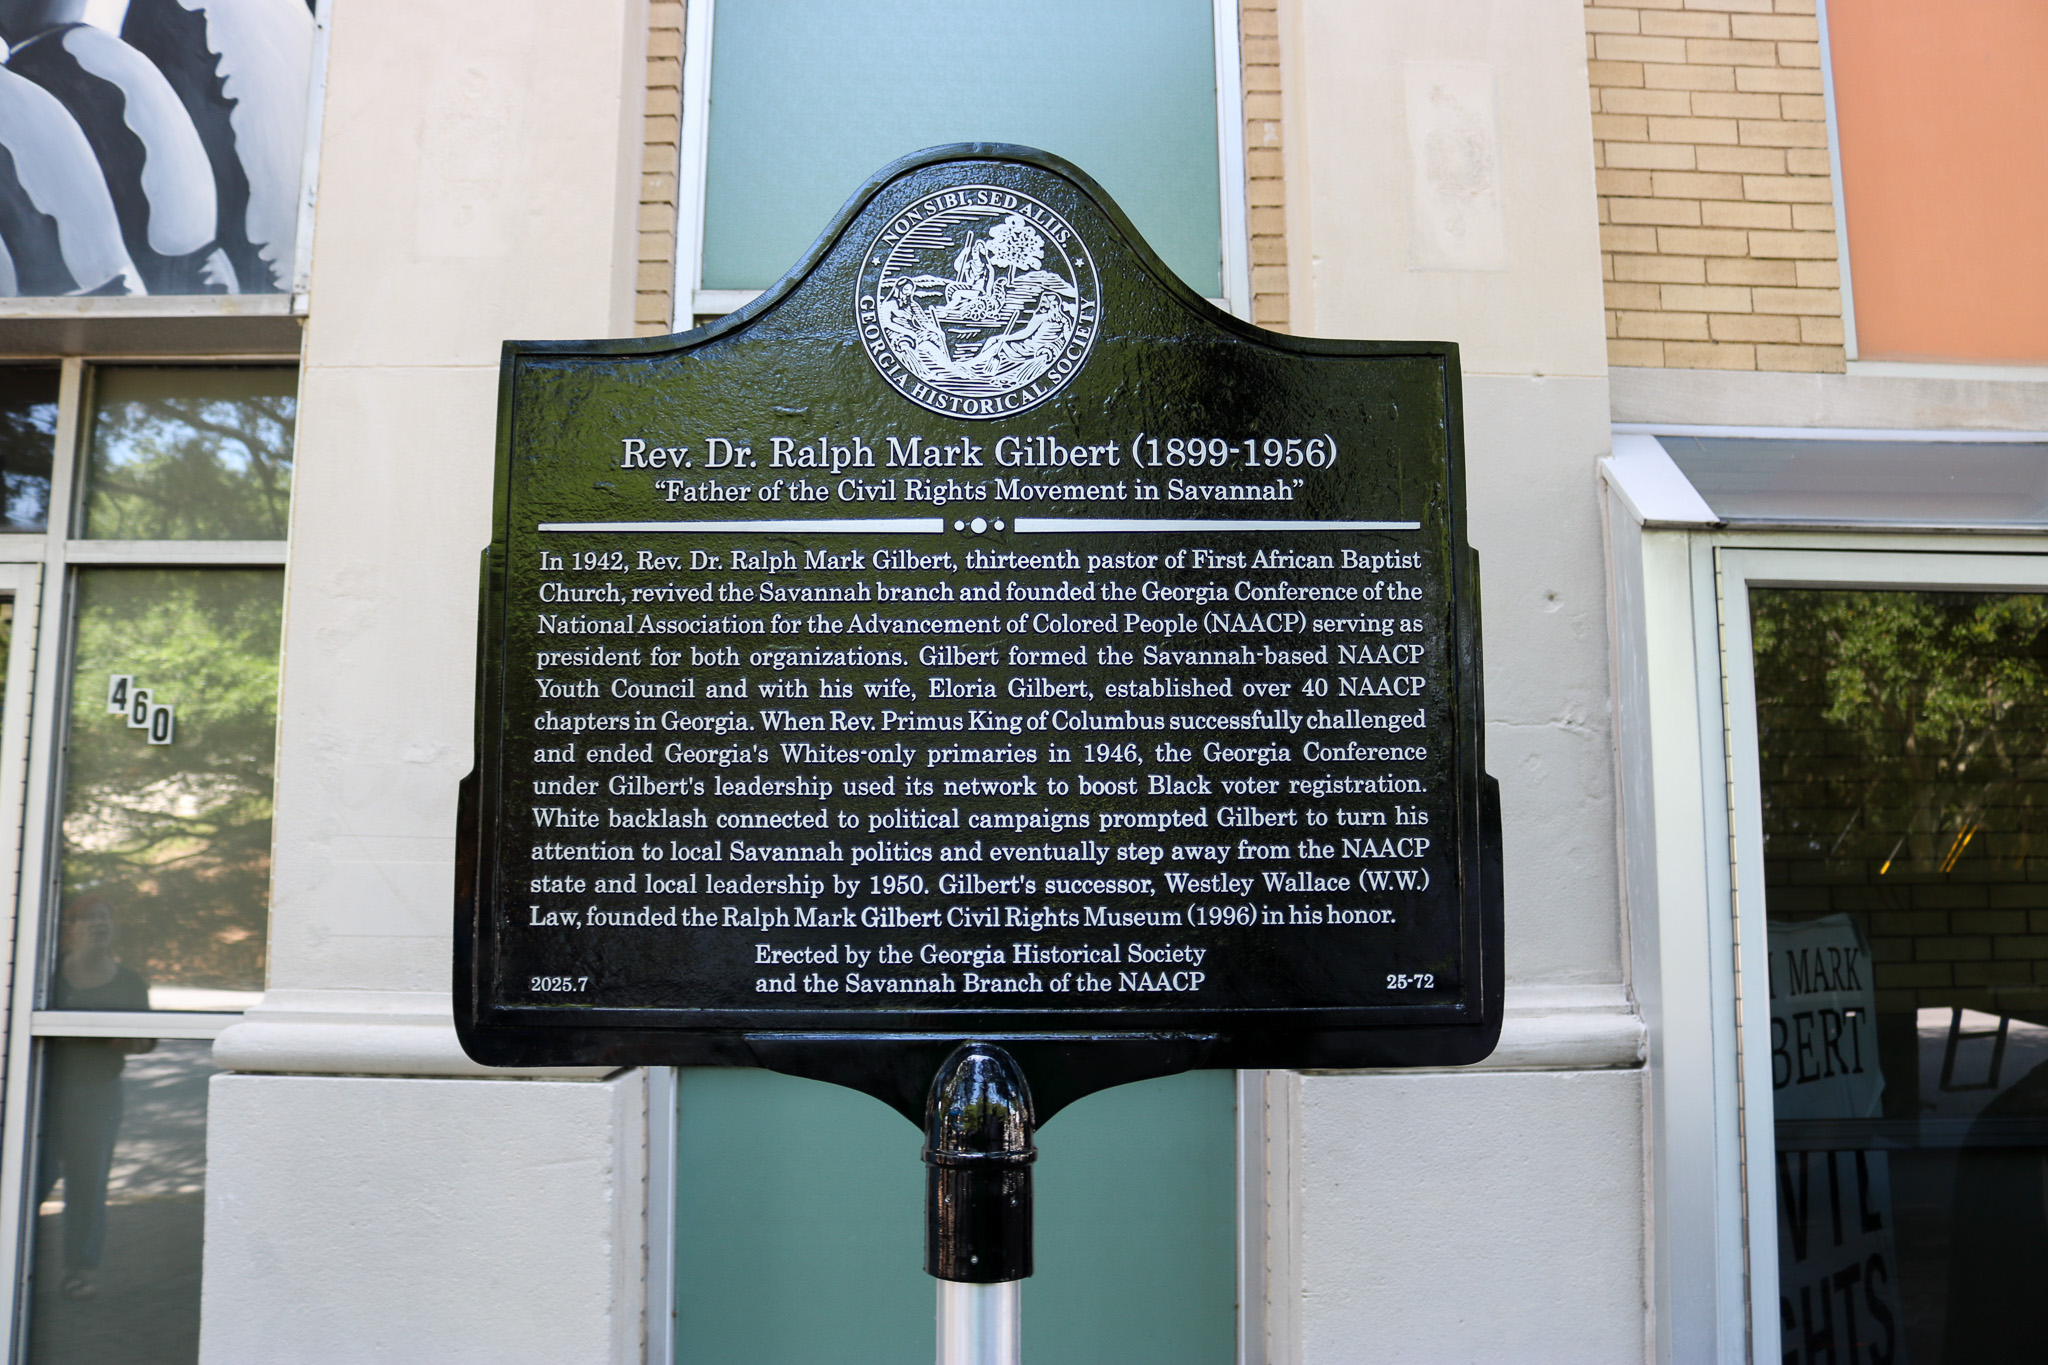 NON SIBI, SED ALIIS.
GEORGIA HISTORICAL SOCIETY
Rev. Dr. Ralph Mark Gilbert (1899-1956)
"Father of the Civil Rights Movement in Savannah"
In 1942, Rev. Dr. Ralph Mark Gilbert, thirteenth pastor of First African Baptist
Church, revived the Savannah branch and founded the Georgia Conference of the
National Association for the Advancement of Colored People (NAACP) serving as
president for both organizations. Gilbert formed the Savannah-based NAACP
Youth Council and with his wife, Eloria Gilbert, established over 40 NAACP
chapters in Georgia. When Rev. Primus King of Columbus successfully challenged
and ended Georgia's Whites-only primaries in 1946, the Georgia Conference
under Gilbert's leadership used its network to boost Black voter registration.
White backlash connected to political campaigns prompted Gilbert to turn his
attention to local Savannah politics and eventually step away from the NAACP
state and local leadership by 1950. Gilbert's successor, Westley Wallace (W.W.)
Law, founded the Ralph Mark Gilbert Civil Rights Museum (1996) in his honor.
Erected by the Georgia Historical Society
and the Savannah Branch of the NAACP
2025.7
25-72
460
MARK
BERT
VIL
GHTS